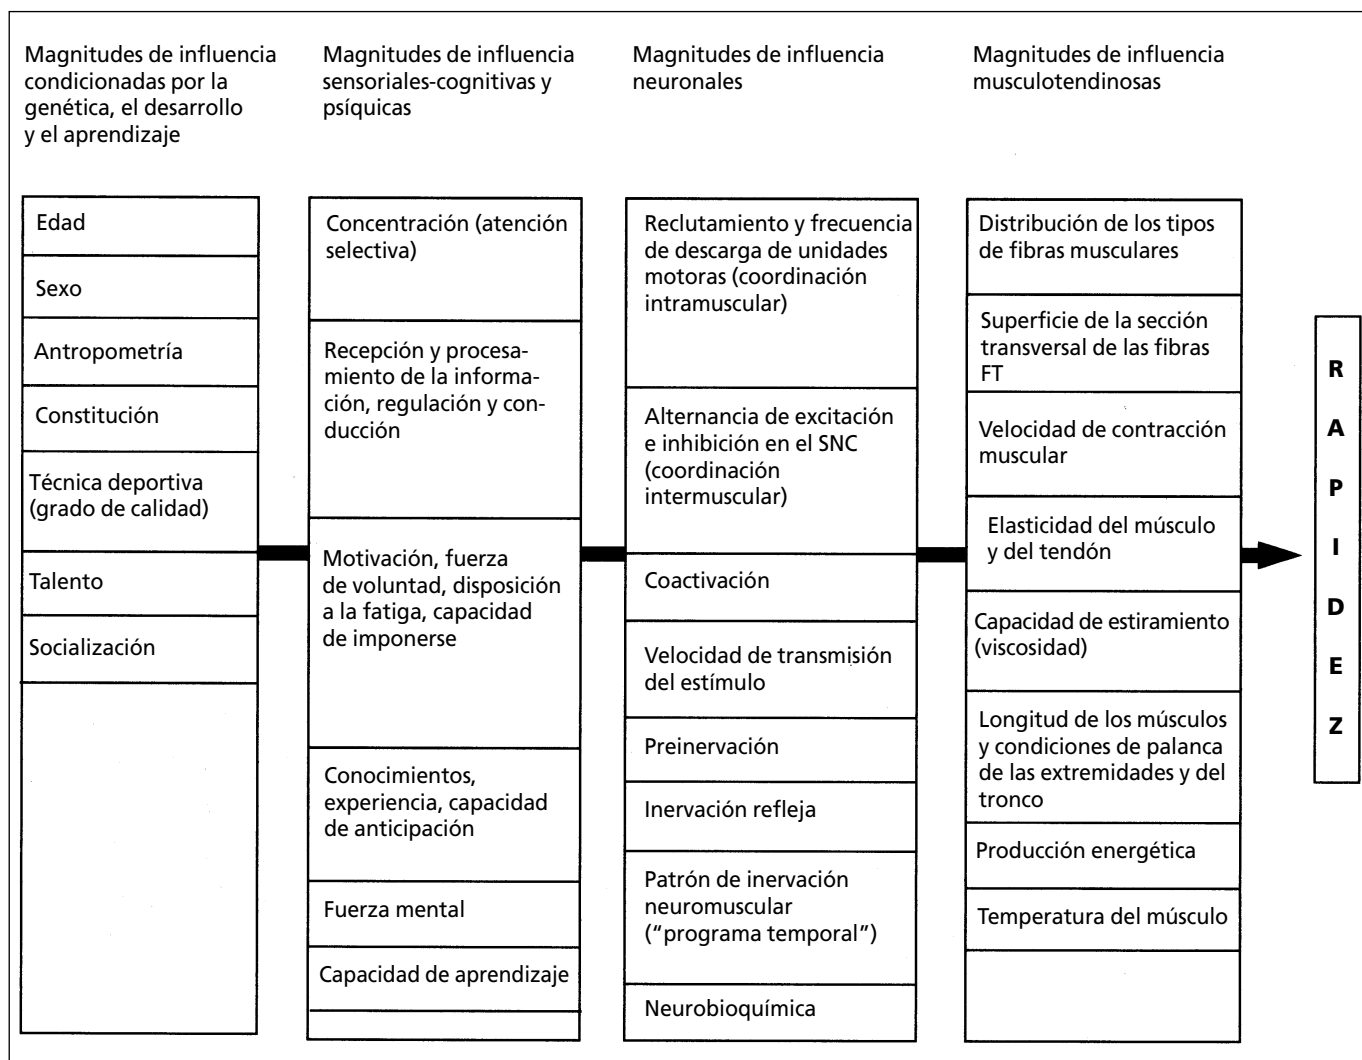 Magnitudes de influencia
condicionadas por la
genética, el desarrollo
y el aprendizaje
Edad
Sexo
Antropometría
Constitución
Técnica deportiva
(grado de calidad)
Talento
Socialización
Magnitudes de influencia
sensoriales-cognitivas y
psíquicas
Concentración (atención
selectiva)
Recepción y procesa-
miento de la informa-
ción, regulación y con-
ducción
Motivación, fuerza
de voluntad, disposición
a la fatiga, capacidad
de imponerse
Conocimientos,
experiencia, capacidad
de anticipación
Fuerza mental
Capacidad de aprendizaje
Magnitudes de influencia
neuronales
Reclutamiento y frecuencia
de descarga de unidades
motoras (coordinación
intramuscular)
Alternancia de excitación
e inhibición en el SNC
(coordinación
intermuscular)
Coactivación
Velocidad de transmisión
del estímulo
Preinervación
Inervación refleja
Patrón de inervación
neuromuscular
(“programa temporal”)
Neurobioquímica
Magnitudes de influencia
musculotendinosas
Distribución de los tipos
de fibras musculares
Superficie de la sección
transversal de las fibras
FT
Velocidad de contracción
muscular
Elasticidad del músculo
y del tendón
Capacidad de estiramiento
(viscosidad)
Longitud de los músculos
y condiciones de palanca
de las extremidades y del
tronco
Producción energética
Temperatura del músculo
R
A
P
I
D
E
Z